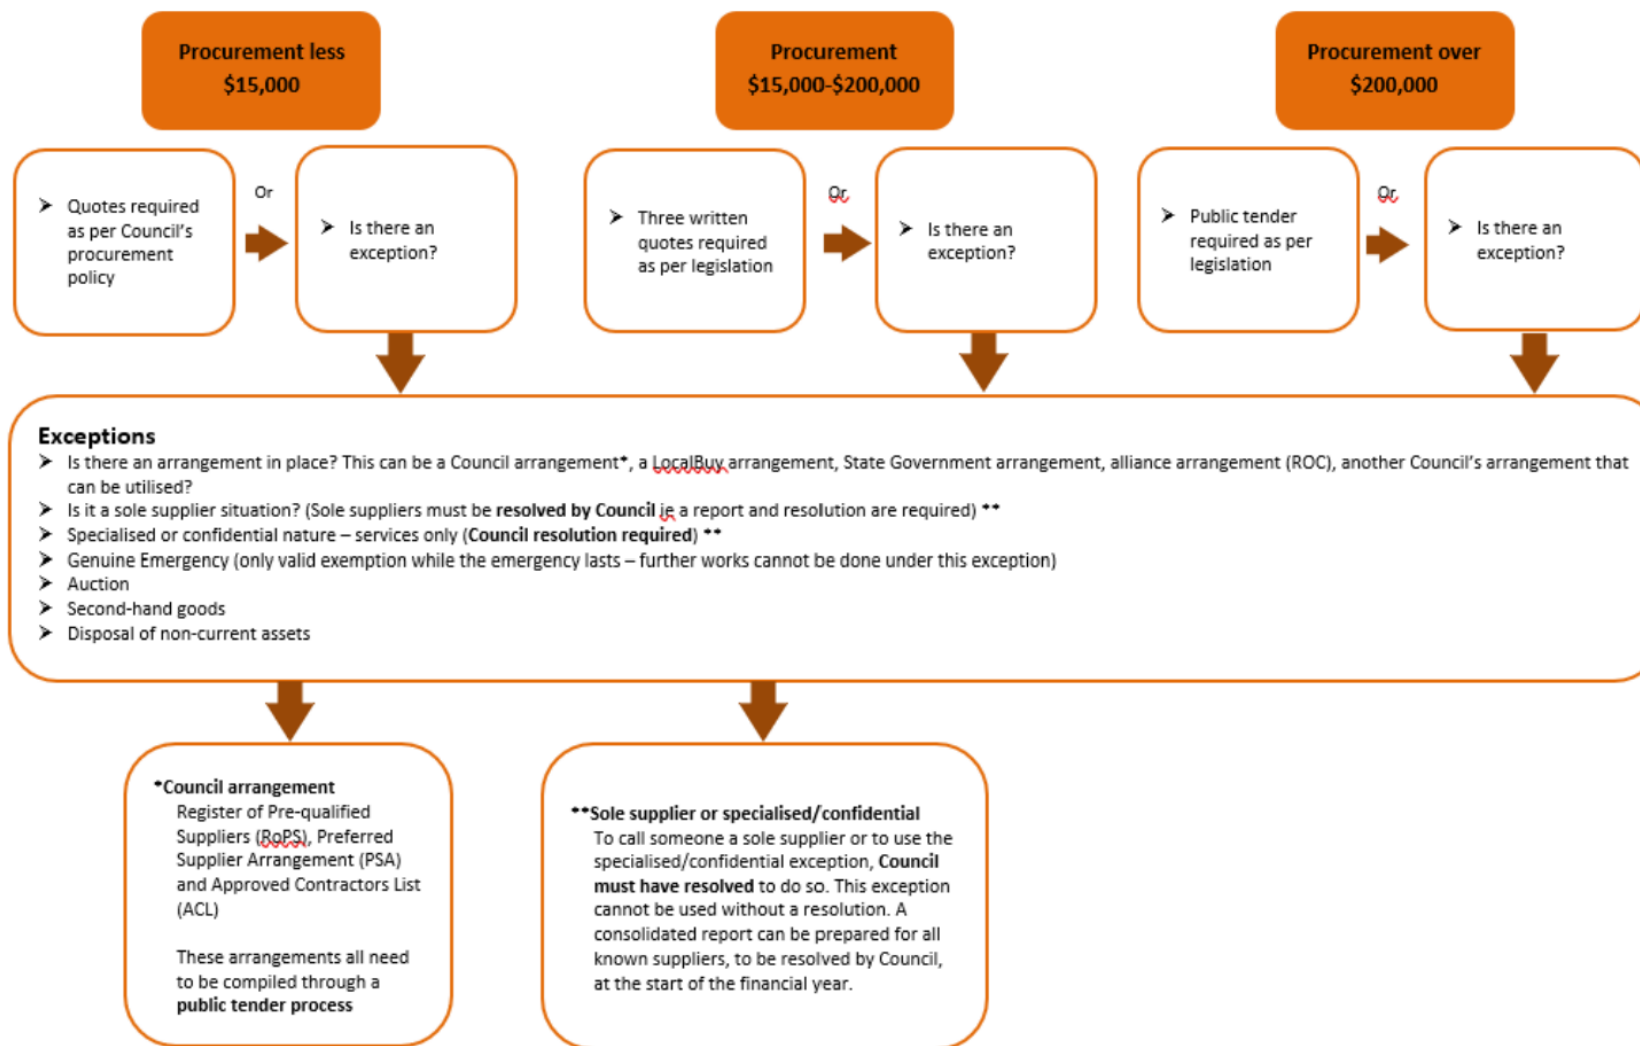 Procurement less
$15,000
Procurement
$15,000-$200,000
Procurement over
$200,000
➤ Quotes required
as per Council's
procurement
policy
Or
➤ Is there an
exception?
➤ Three written
quotes required
as per legislation
Or
➤ Is there an
exception?
➤ Public tender
required as per
legislation
Or
➤ Is there an
exception?
Exceptions
➤ Is there an arrangement in place? This can be a Council arrangement*, a LocalBuy arrangement, State Government arrangement, alliance arrangement (ROC), another Council's arrangement that
can be utilised?
➤ Is it a sole supplier situation? (Sole suppliers must be resolved by Council ie a report and resolution are required) **
➤ Specialised or confidential nature – services only (Council resolution required) **
➤ Genuine Emergency (only valid exemption while the emergency lasts – further works cannot be done under this exception)
➤ Auction
➤ Second-hand goods
➤ Disposal of non-current assets
*Council arrangement
Register of Pre-qualified
Suppliers (RoPS), Preferred
Supplier Arrangement (PSA)
and Approved Contractors List
(ACL)
These arrangements all need
to be compiled through a
public tender process
**Sole supplier or specialised/confidential
To call someone a sole supplier or to use the
specialised/confidential exception, Council
must have resolved to do so. This exception
cannot be used without a resolution. A
consolidated report can be prepared for all
known suppliers, to be resolved by Council,
at the start of the financial year.